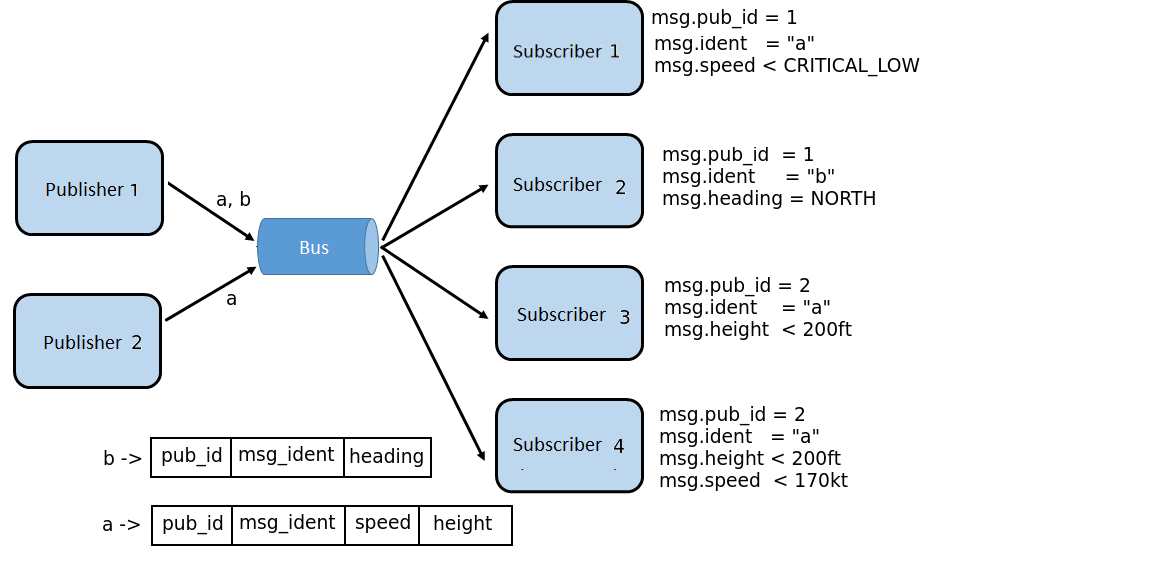 msg.pub_id = 1
msg.ident = "a"
msg.speed < CRITICAL_LOW
Subscriber 1
msg.pub_id = 1
msg.ident = "b"
msg.heading = NORTH
Subscriber 2
Publisher 1
a, b
Bus
a
msg.pub_id = 2
msg.ident = "a"
msg.height < 200ft
Subscriber 3
Publisher 2
msg.pub_id = 2
msg.ident = "a"
msg.height < 200ft
msg.speed < 170kt
Subscriber 4
b -> pub_id msg_ident heading
a -> pub_id msg_ident speed height